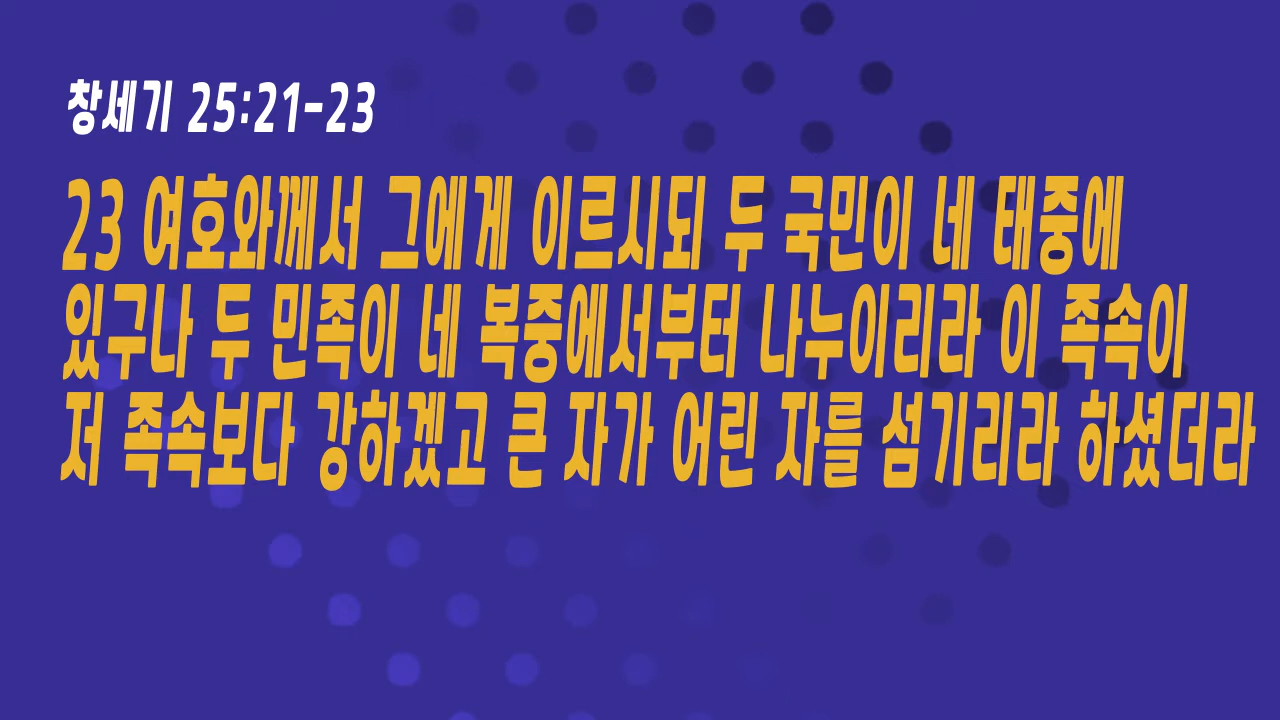 창세기 25:21-23
23 여호와께서 그에게 이르시되 두 국민이 네 태중에
있구나 두 민족이 네 복중에서부터 나누이리라 이 족속이
저 족속보다 강하겠고 큰 자가 어린 자를 섬기리라 하셨더라